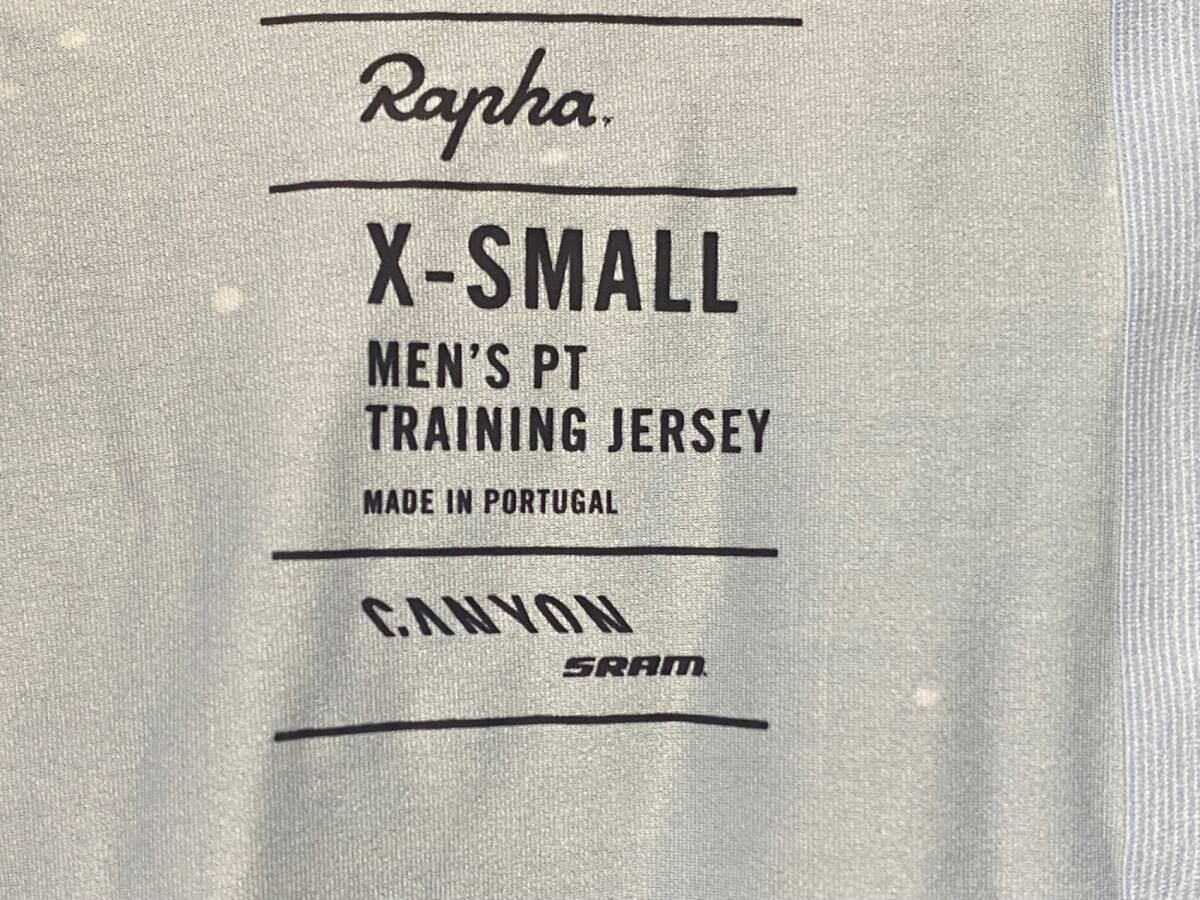 Rapha.
X-SMALL
MEN'S PT
TRAINING JERSEY
MADE IN PORTUGAL
CANYON
SRAM